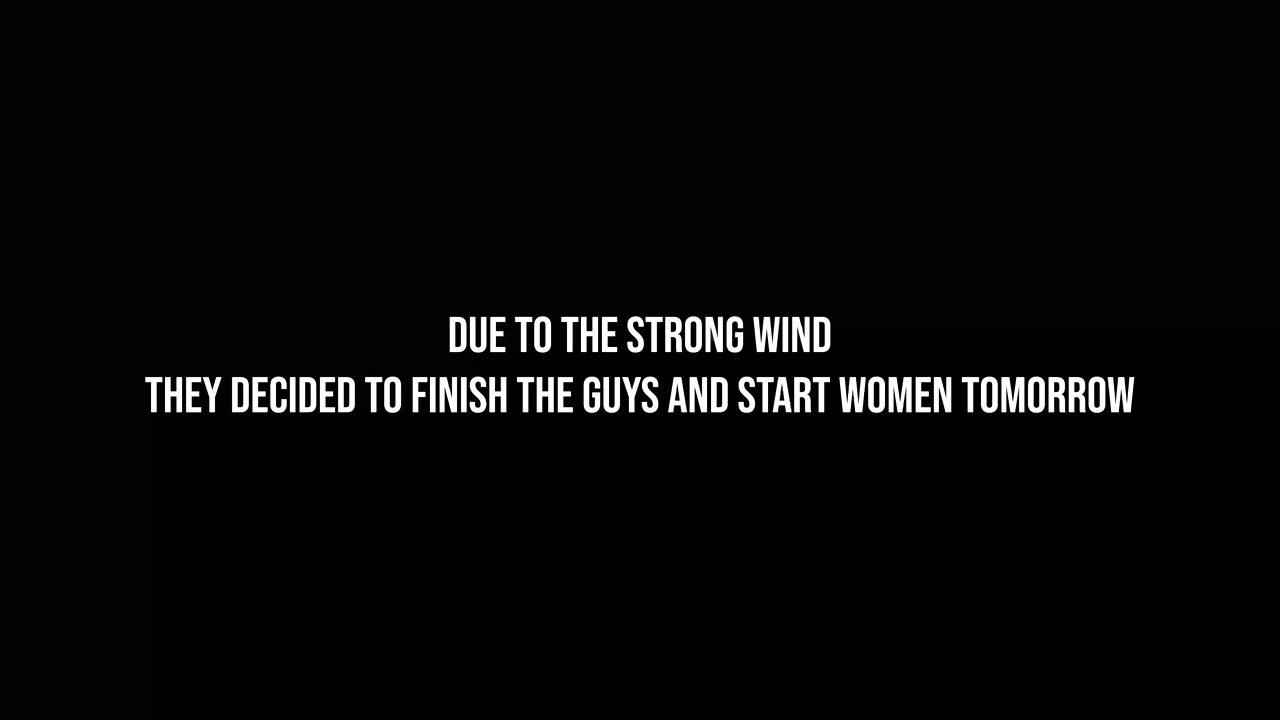 DUE TO THE STRONG WIND
THEY DECIDED TO FINISH THE GUYS AND START WOMEN TOMORROW